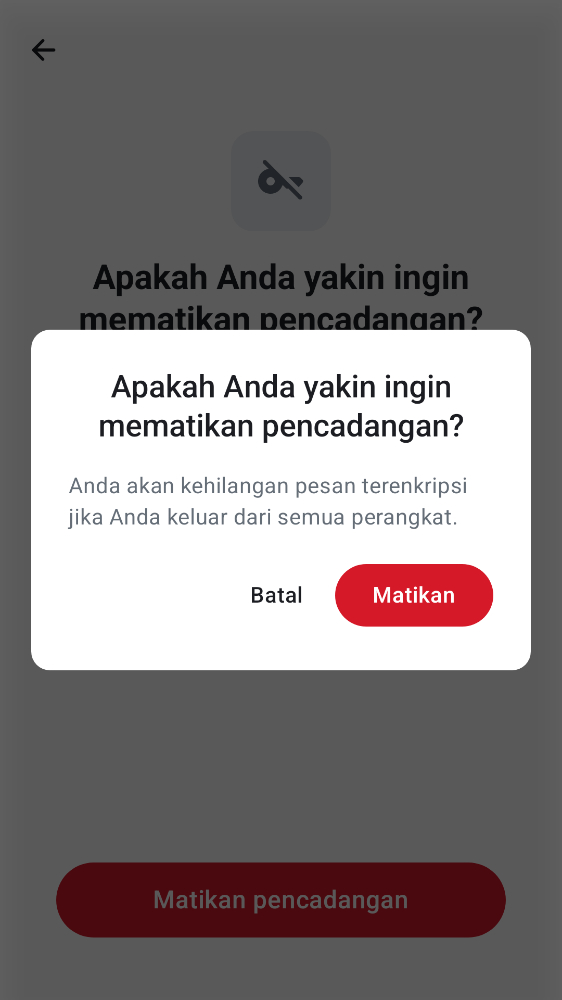 Apakah Anda yakin ingin
mematikan pencadangan?
Apakah Anda yakin ingin
mematikan pencadangan?
Anda akan kehilangan pesan terenkripsi
jika Anda keluar dari semua perangkat.
Batal
Matikan
Matikan pencadangan